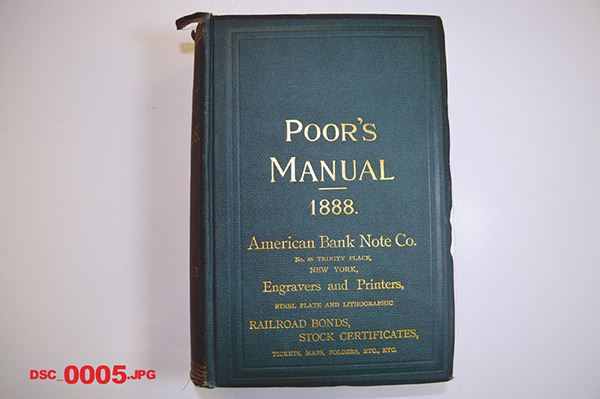 POOR'S
MANUAL
1888.
American Bank Note Co.
No. 86 TRINITY PLACE,
NEW YORK,
Engravers and Printers,
STEEL PLATE AND LITHOGRAPHIC
RAILROAD BONDS,
STOCK CERTIFICATES,
TICKETS, MAPS, FOLDERS, ETC., ETC.
DSC_0005.JPG